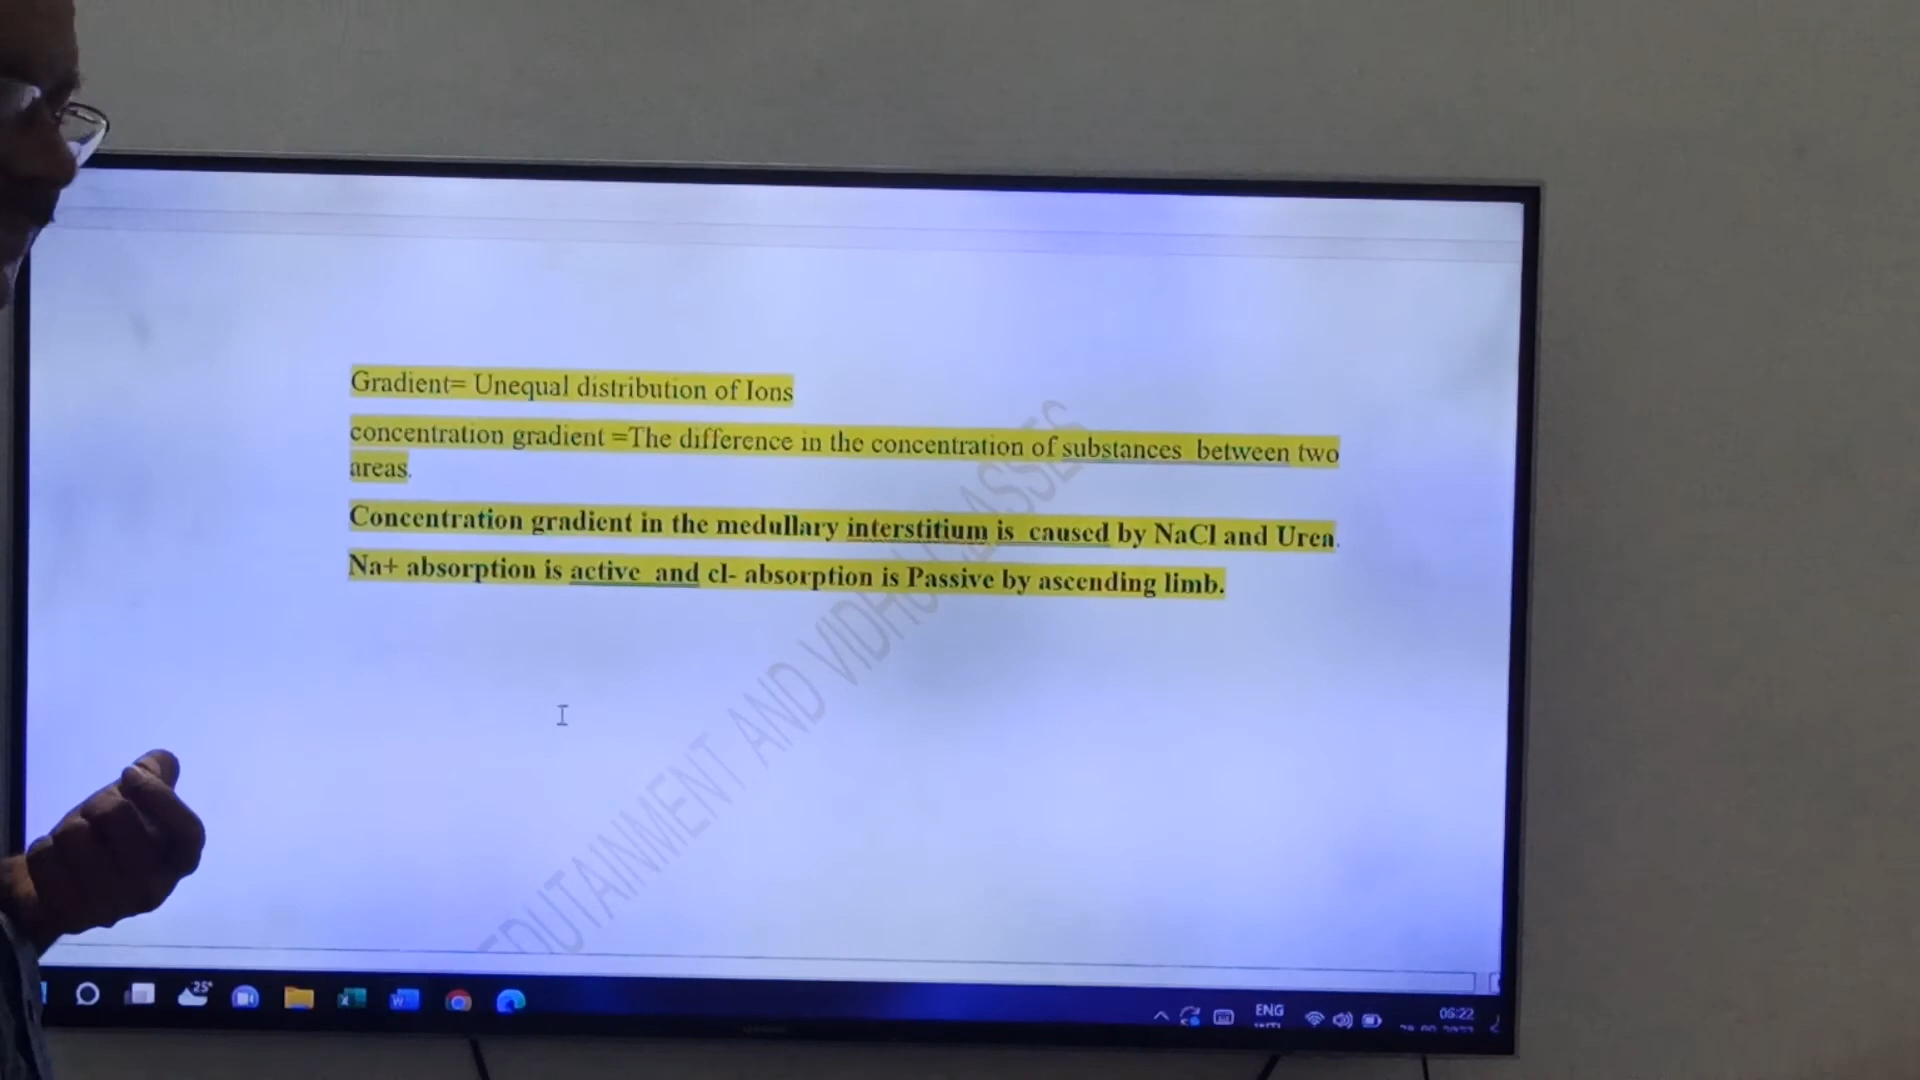 Gradient= Unequal distribution of Ions
concentration gradient =The difference in the concentration of substances  between two
areas.
Concentration gradient in the medullary interstitium is  caused by NaCl and Urea.
Na+ absorption is active  and cl- absorption is Passive by ascending limb.
EDUTAINMENT AND VIDHU CLASSES
25°
ENG
06:22